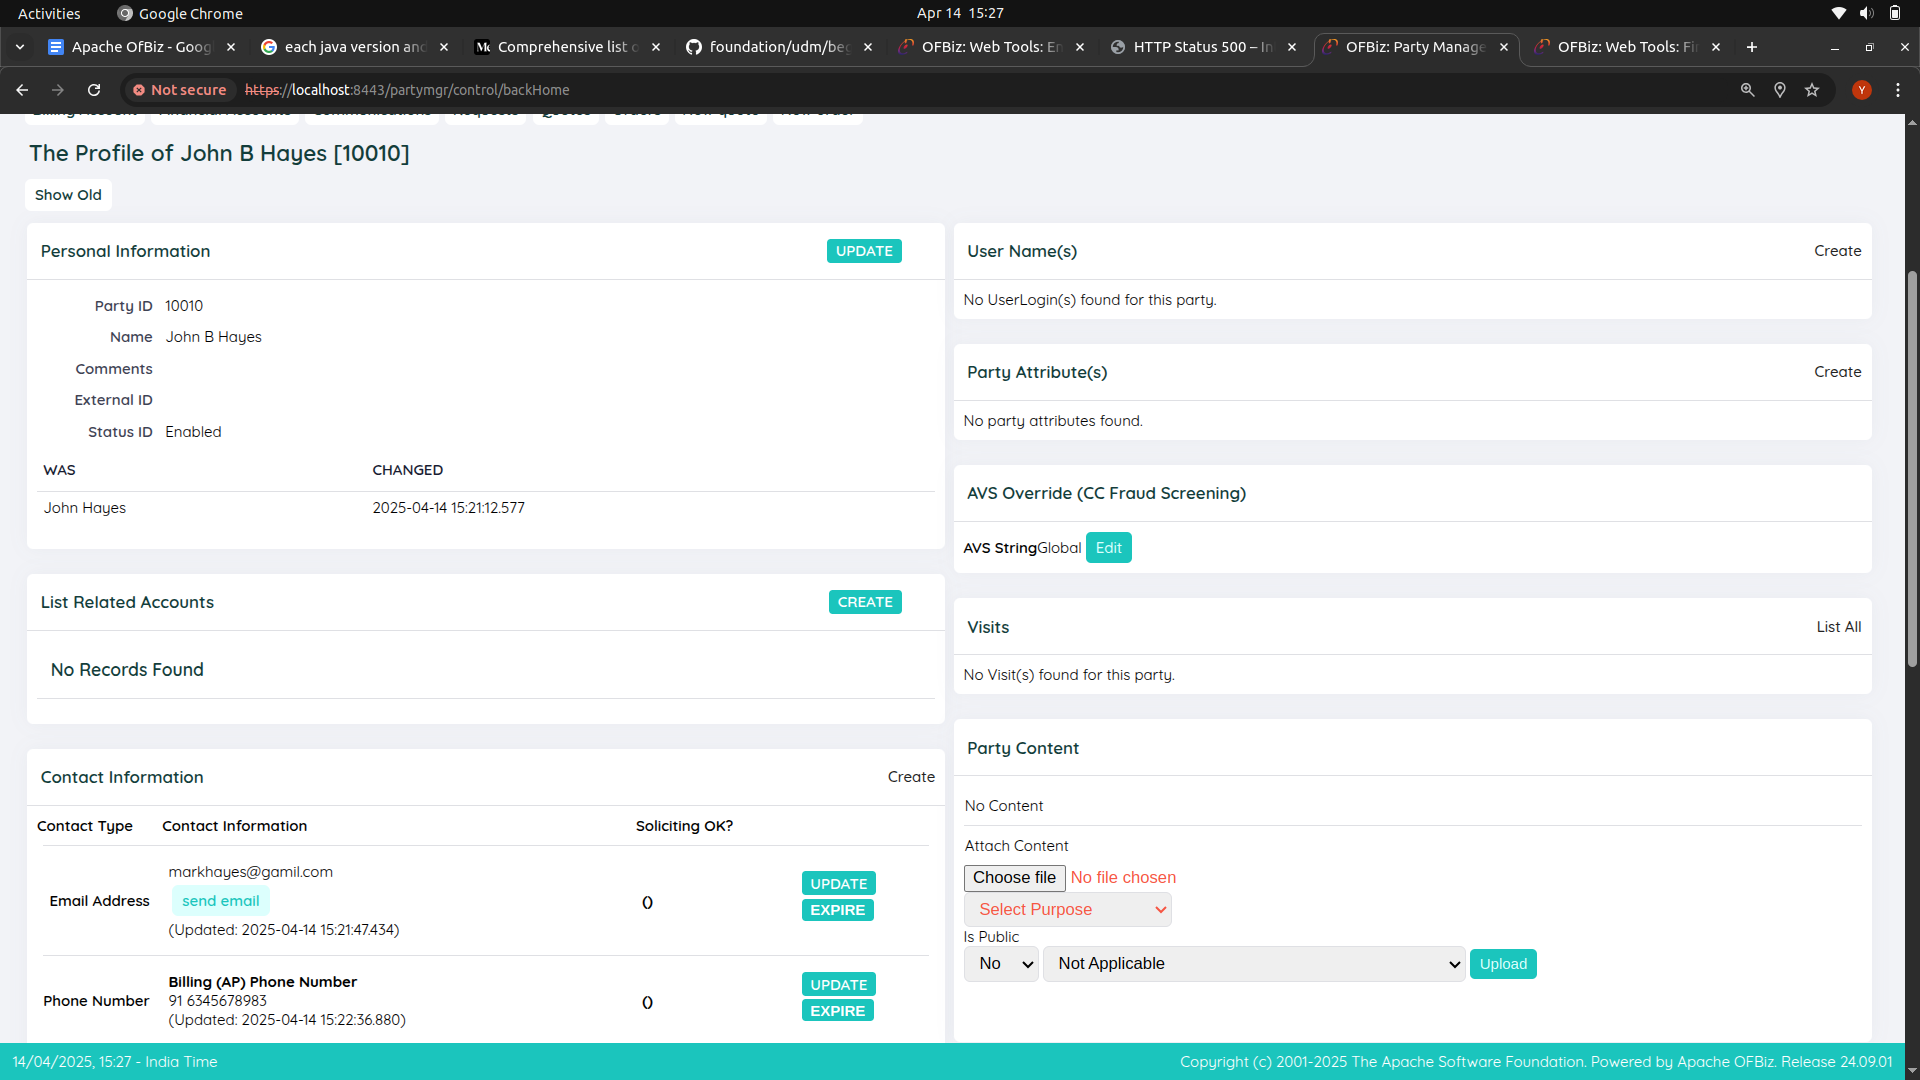 Activities
Google Chrome
Apr 14 15:27
Apache OfBiz - Goog
each java version and
Comprehensive list o
foundation/udm/beg
OFBiz: Web Tools: En
HTTP Status 500 – In
OFBiz: Party Manage
OFBiz: Web Tools: Fi
Not secure
https://localhost:8443/partymgr/control/backHome
Y
The Profile of John B Hayes [10010]
Show Old
Personal Information
UPDATE
Party ID 10010
Name John B Hayes
Comments
External ID
Status ID Enabled
WAS CHANGED
John Hayes 2025-04-14 15:21:12.577
List Related Accounts
CREATE
No Records Found
Contact Information
Create
Contact Type Contact Information Soliciting OK?
Email Address
markhayes@gamil.com
send email
(Updated: 2025-04-14 15:21:47.434)
()
UPDATE
EXPIRE
Phone Number
Billing (AP) Phone Number
91 6345678983
(Updated: 2025-04-14 15:22:36.880)
()
UPDATE
EXPIRE
User Name(s)
Create
No UserLogin(s) found for this party.
Party Attribute(s)
Create
No party attributes found.
AVS Override (CC Fraud Screening)
AVS StringGlobal Edit
Visits
List All
No Visit(s) found for this party.
Party Content
No Content
Attach Content
Choose file No file chosen
Select Purpose
Is Public
No Not Applicable Upload
14/04/2025, 15:27 - India Time
Copyright (c) 2001-2025 The Apache Software Foundation. Powered by Apache OFBiz. Release 24.09.01